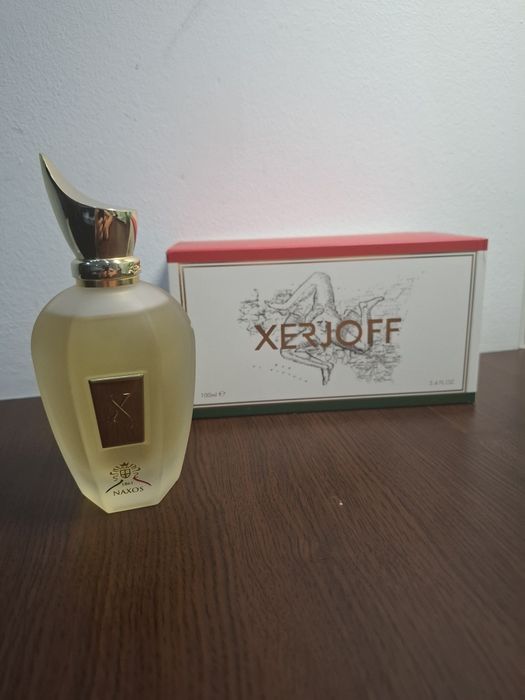 XERJOFF
100ml ℮
3.4 FL.OZ.
X
1861
NAXOS